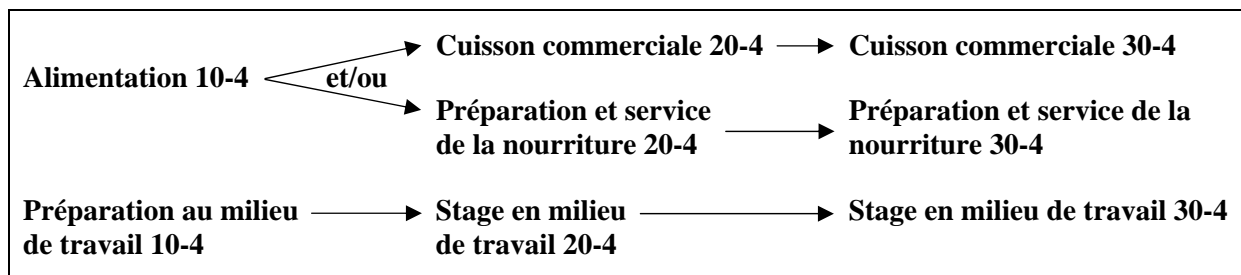 Cuisson commerciale 20-4
Cuisson commerciale 30-4
Alimentation 10-4
et/ou
Préparation et service
de la nourriture 20-4
Préparation et service de la
nourriture 30-4
Préparation au milieu
de travail 10-4
Stage en milieu
de travail 20-4
Stage en milieu de travail 30-4